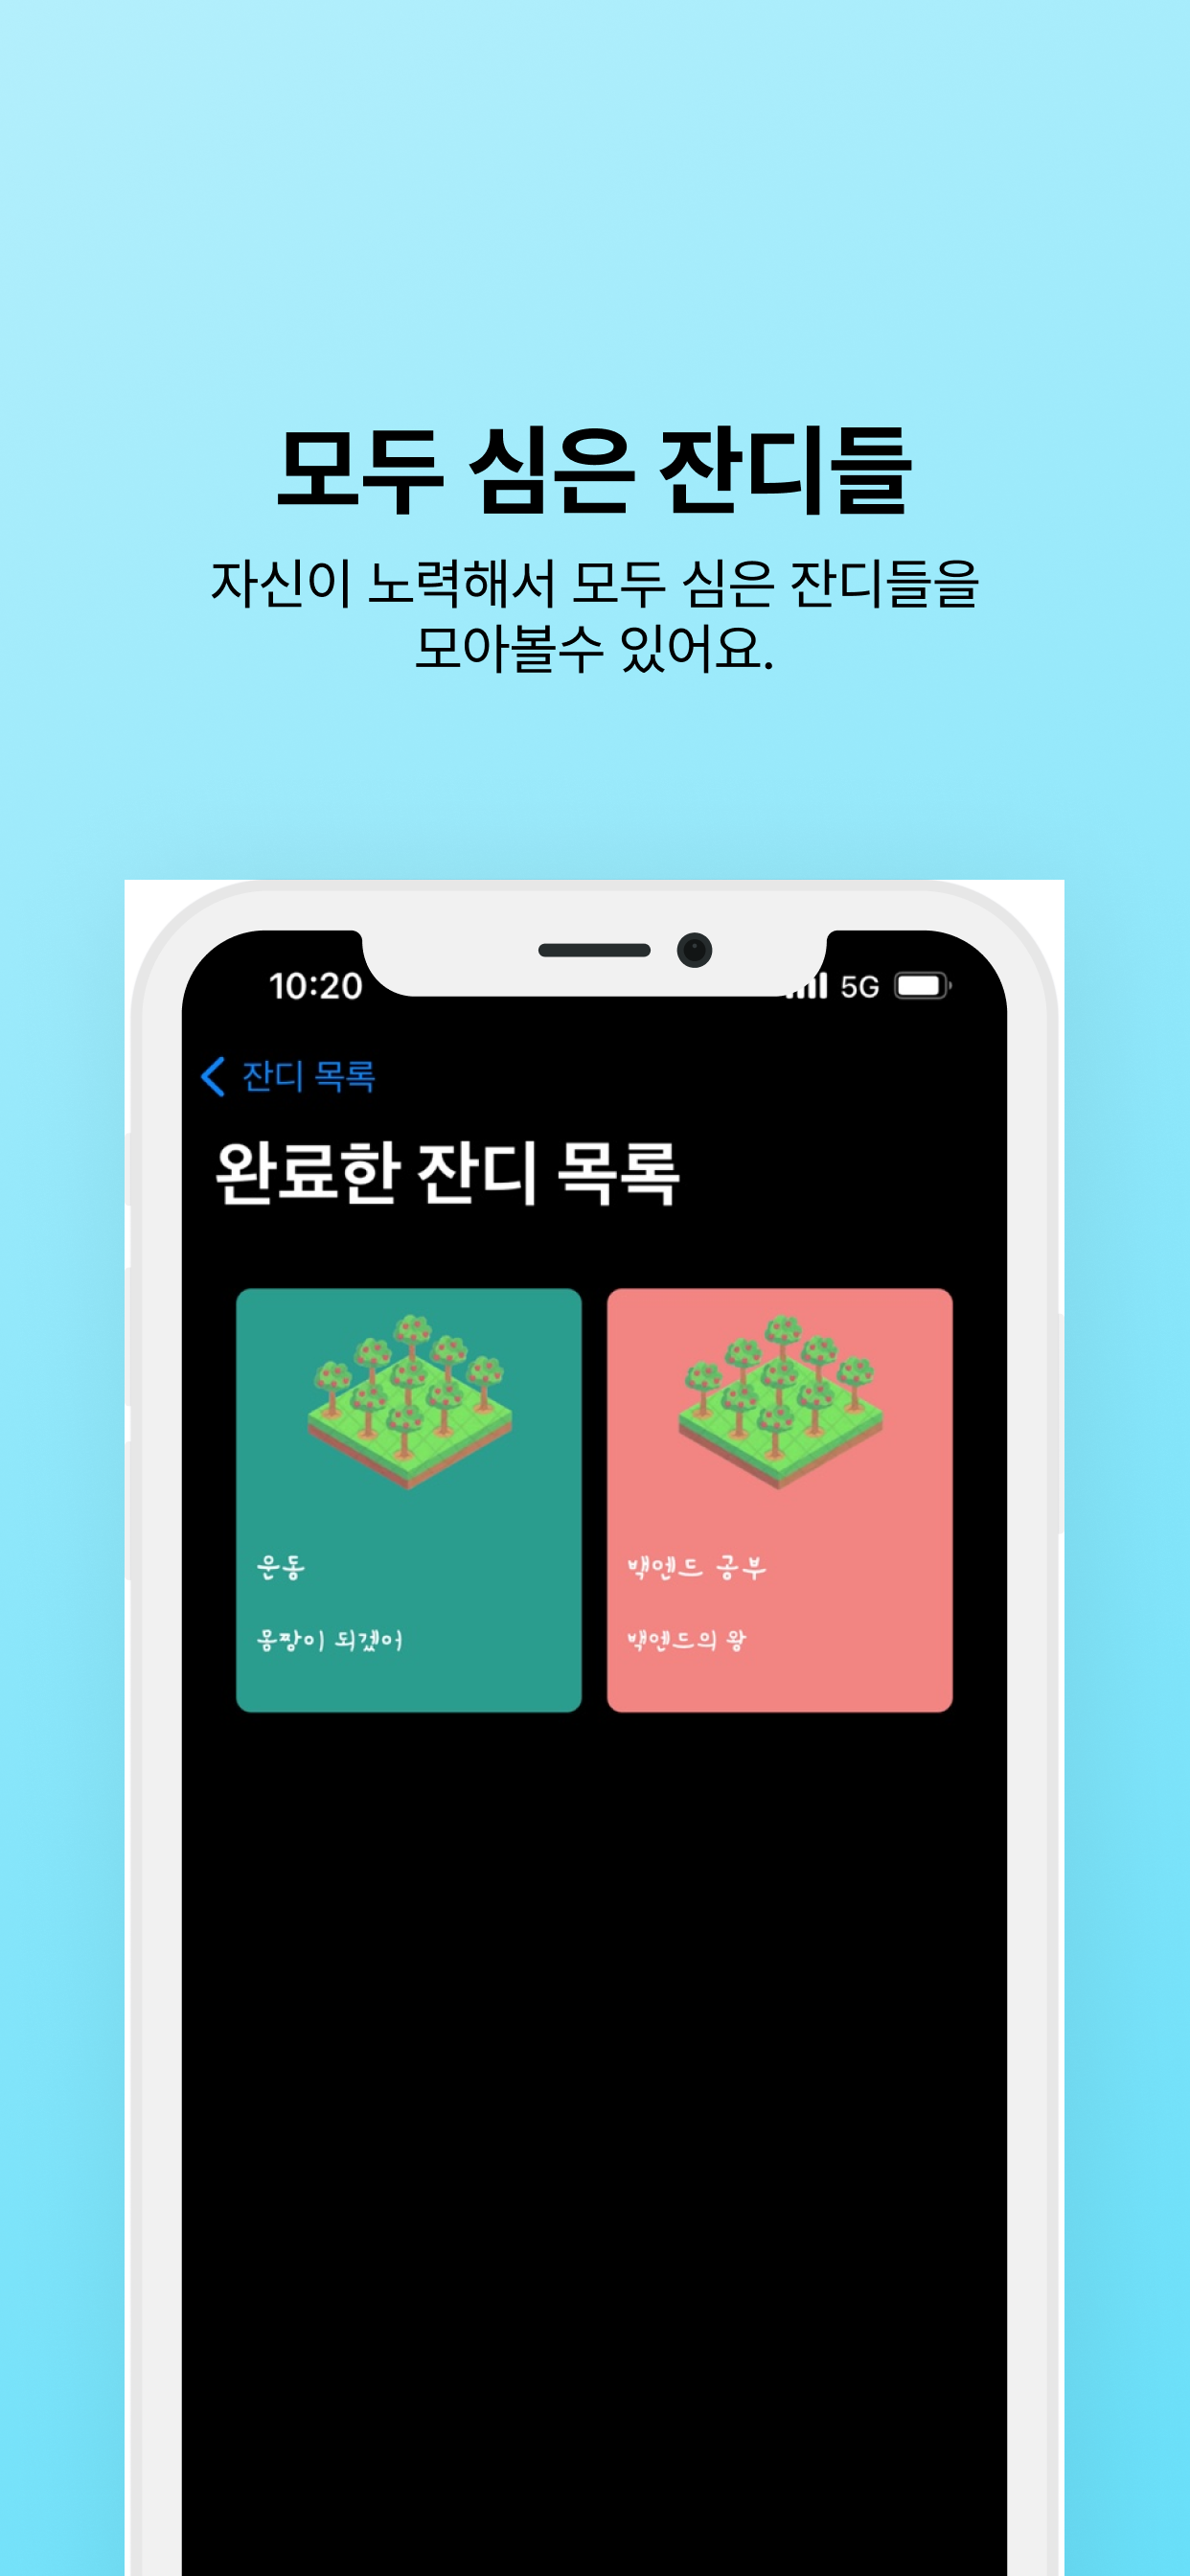 모두 심은 잔디들
자신이 노력해서 모두 심은 잔디들을
모아볼수 있어요.
10:20
5G
잔디 목록
완료한 잔디 목록
운동
몸짱이 되겠어
백엔드 공부
백엔드의 왕